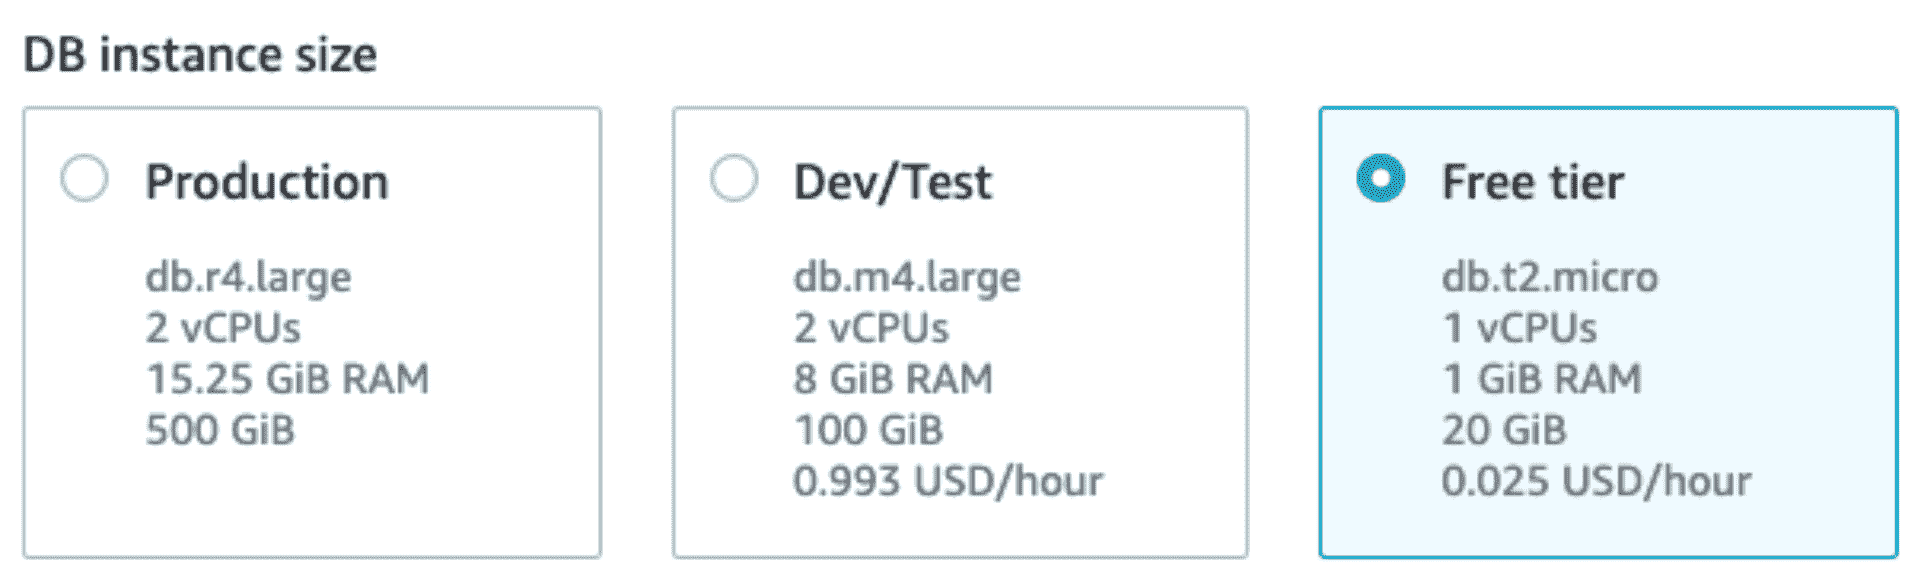 DB instance size
Production
db.r4.large
2 vCPUs
15.25 GiB RAM
500 GiB
Dev/Test
db.m4.large
2 vCPUs
8 GiB RAM
100 GiB
0.993 USD/hour
Free tier
db.t2.micro
1 vCPUs
1 GiB RAM
20 GiB
0.025 USD/hour